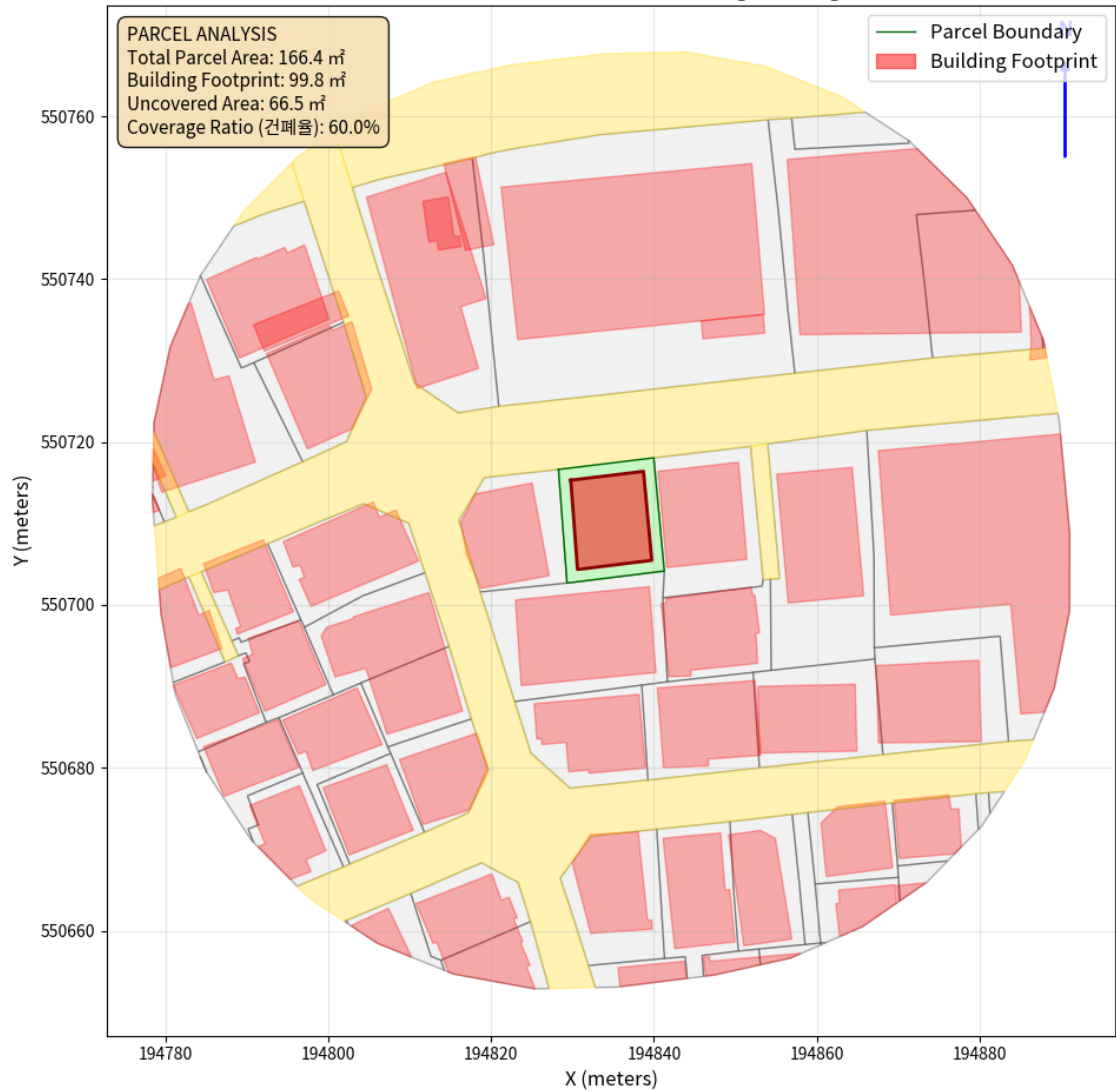 PARCEL ANALYSIS
Total Parcel Area: 166.4 ㎡
Building Footprint: 99.8 ㎡
Uncovered Area: 66.5 ㎡
Coverage Ratio (건폐율): 60.0%
Parcel Boundary
Building Footprint
N
550760
550740
550720
550700
550680
550660
Y (meters)
194780
194800
194820
194840
194860
194880
X (meters)